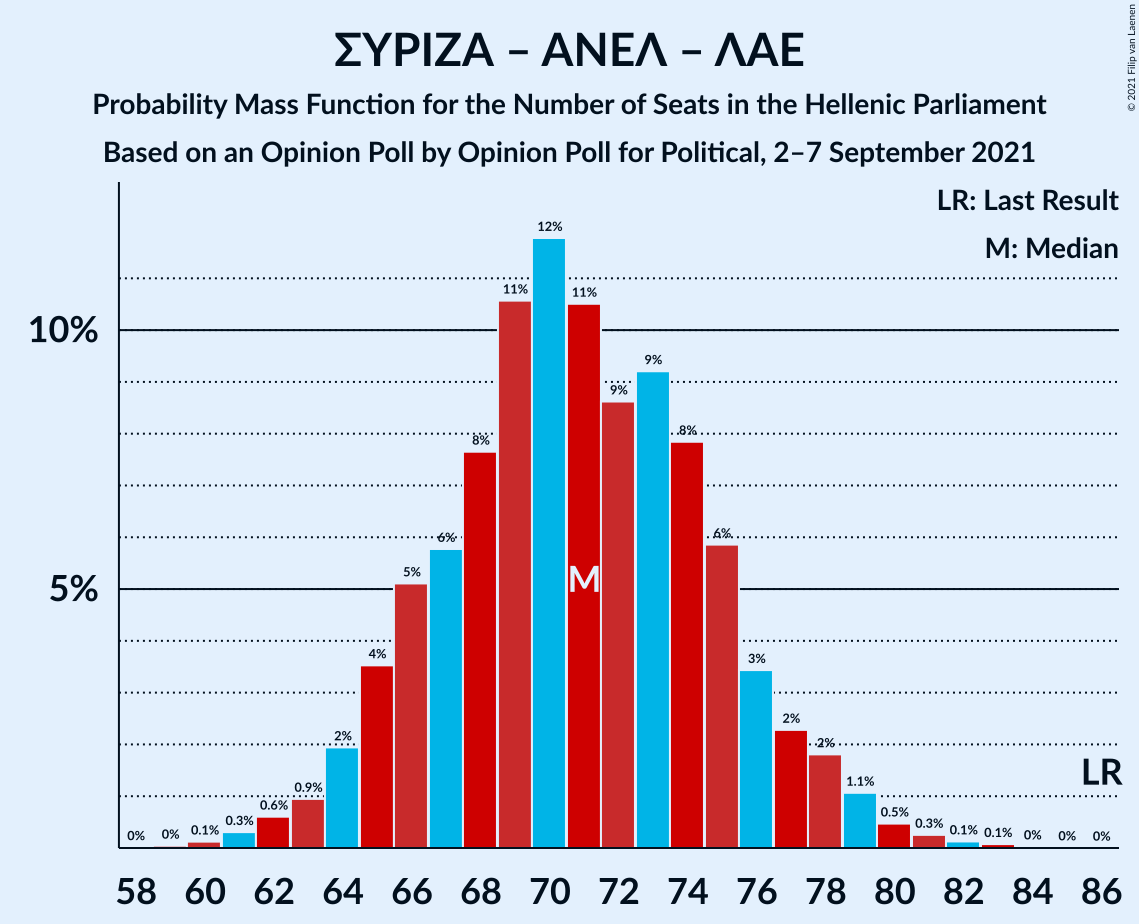 ΣΥΡΙΖΑ – ΑΝΕΛ – ΛΑΕ
Probability Mass Function for the Number of Seats in the Hellenic Parliament
Based on an Opinion Poll by Opinion Poll for Political, 2–7 September 2021
© 2021 Filip van Laenen
LR: Last Result
M: Median
10%
5%
0% 0% 0.1% 0.3% 0.6% 0.9% 2% 4% 5% 6% 8% 11% 12% 11% 9% 9% 8% 6% 3% 2% 2% 1.1% 0.5% 0.3% 0.1% 0.1% 0% 0% 0%
M
LR
58 60 62 64 66 68 70 72 74 76 78 80 82 84 86